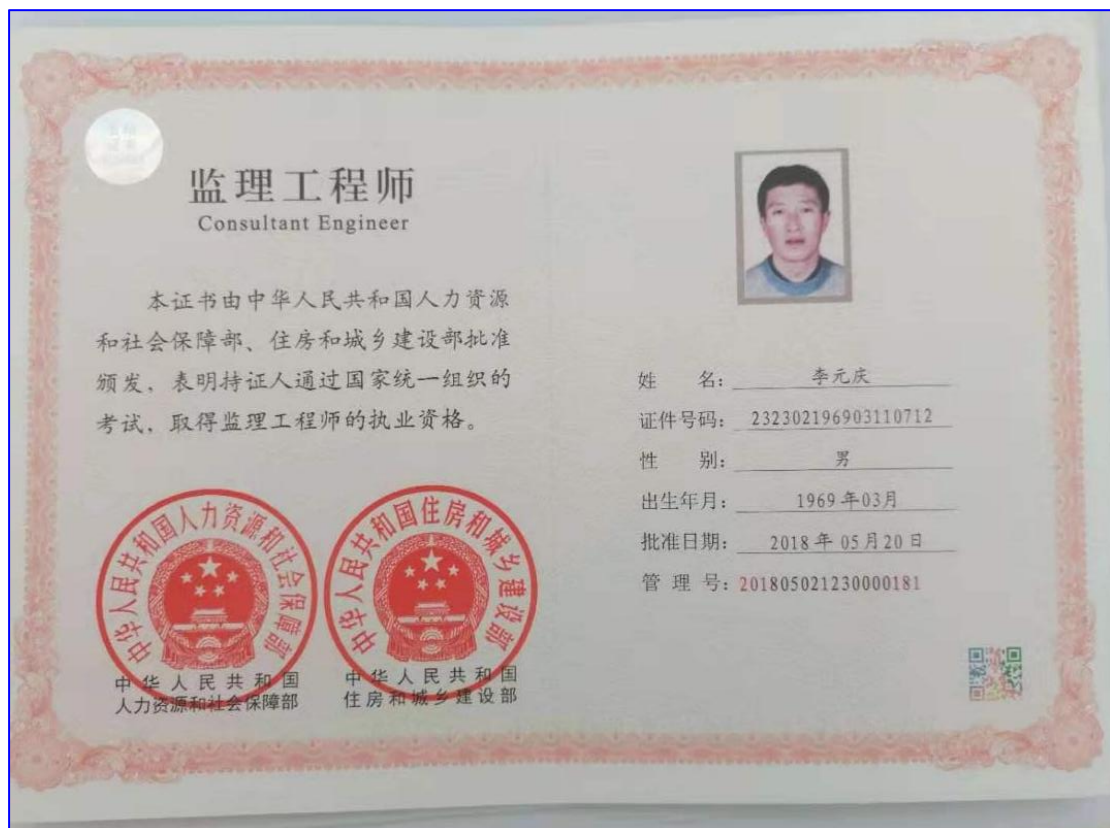 监理工程师
Consultant Engineer
本证书由中华人民共和国人力资源
和社会保障部、住房和城乡建设部批准
颁发，表明持证人通过国家统一组织的
考试，取得监理工程师的执业资格。
中华人民共和国人力资源和社会保障部
中华人民共和国住房和城乡建设部
中华人民共和国
人力资源和社会保障部
中华人民共和国
住房和城乡建设部
姓 名：李元庆
证件号码：232302196903110712
性 别：男
出生年月：1969年03月
批准日期：2018年05月20日
管 理 号：201805021230000181